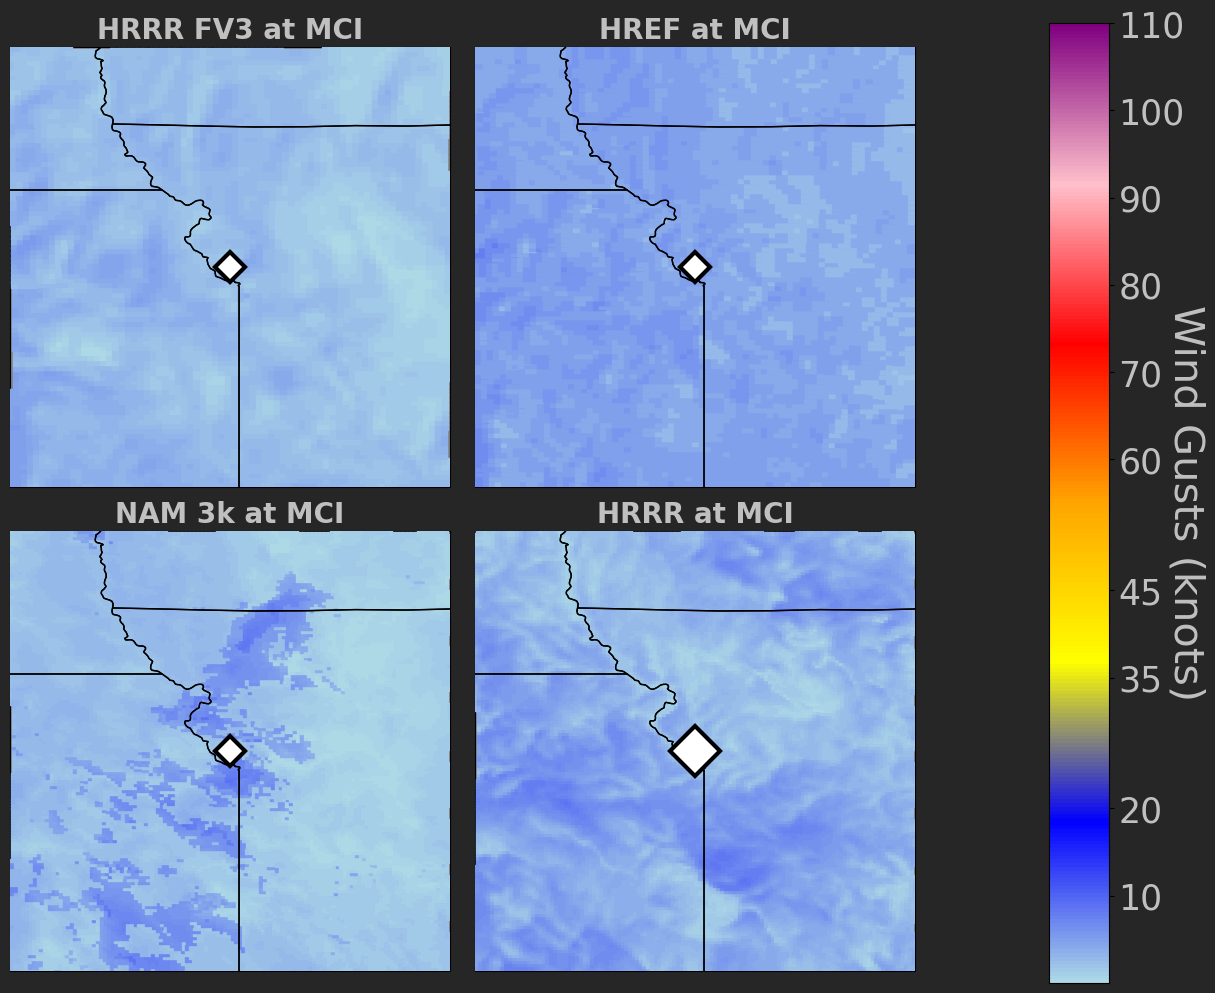 HRRR FV3 at MCI
HREF at MCI
NAM 3k at MCI
HRRR at MCI
110
100
90
80
70
60
45
35
20
10
Wind Gusts (knots)